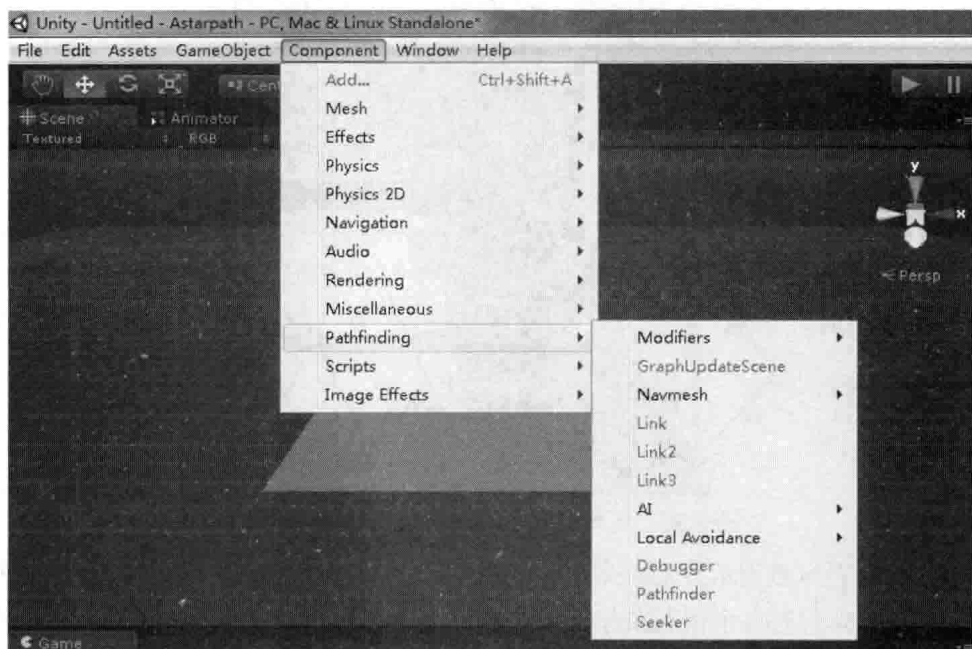 Unity - Untitled - Astarpath - PC, Mac & Linux Standalone*
File Edit Assets GameObject Component Window Help
Add... Ctrl+Shift+A
Mesh
Effects
Physics
Physics 2D
Navigation
Audio
Rendering
Miscellaneous
Pathfinding
Scripts
Image Effects
Cent
Scene
Animator
Textured
RGB
y
x
Persp
Modifiers
GraphUpdateScene
Navmesh
Link
Link2
Link3
AI
Local Avoidance
Debugger
Pathfinder
Seeker
Game